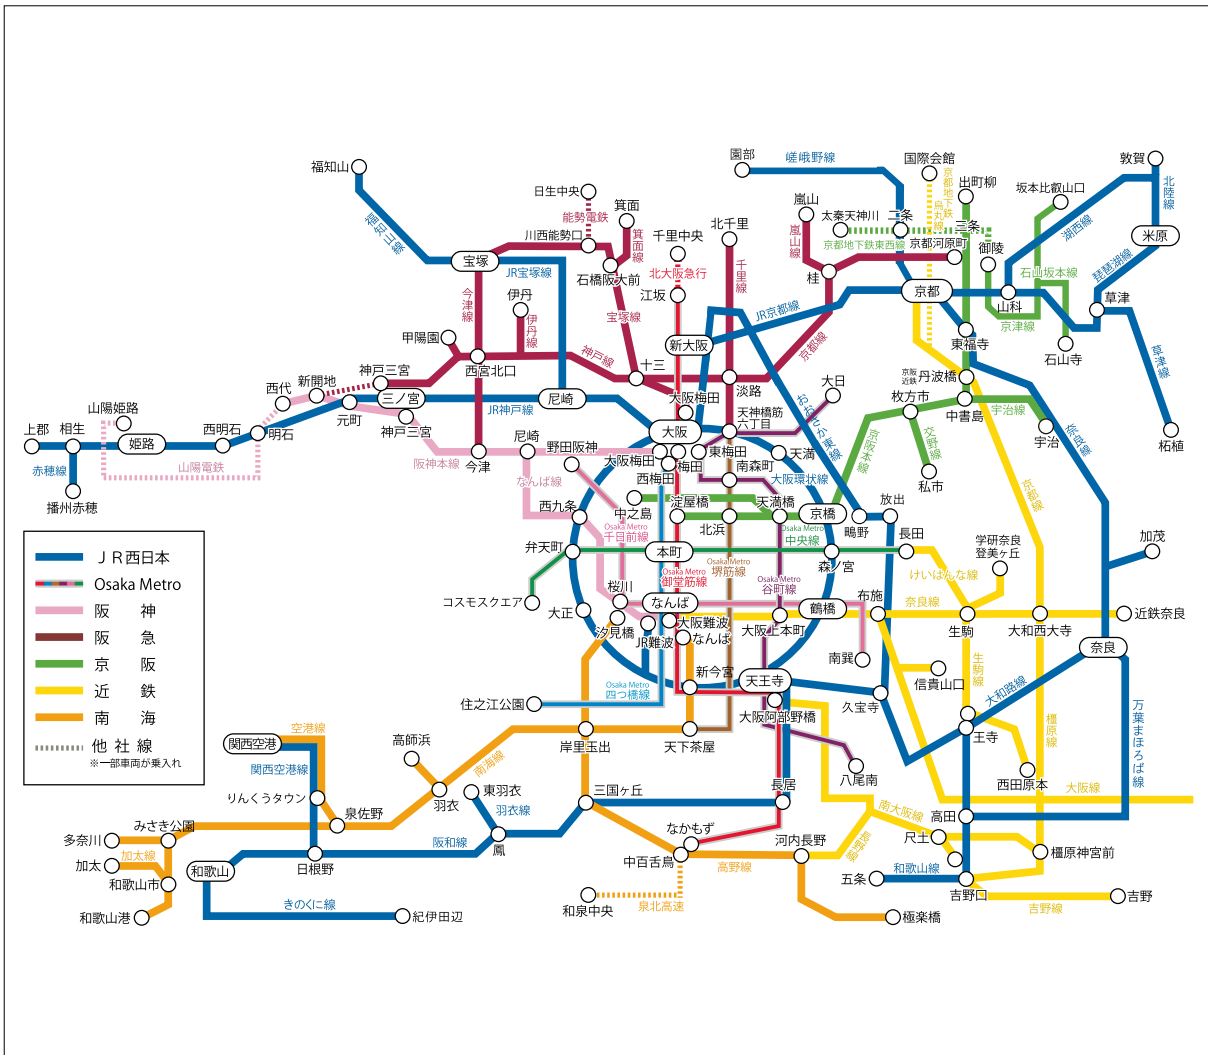 園部
嵯峨野線
国際会館
敦賀
福知山
京都地下鉄
烏丸線
出町柳
坂本比叡山口
北陸線
日生中央
箕面
嵐山
太秦天神川
二条
能勢電鉄
北千里
三条
湖西線
米原
福知山線
川西能勢口
箕面線
千里中央
嵐山線
京都地下鉄東西線
京都河原町
御陵
宝塚
JR宝塚線
石橋阪大前
北大阪急行
千里線
桂
石山坂本線
琵琶湖線
今津線
伊丹
江坂
京都
山科
草津
伊丹線
宝塚線
JR京都線
京津線
甲陽園
神戸線
新大阪
京都線
東福寺
石山寺
草津線
西宮北口
十三
淡路
京阪
近鉄
丹波橋
西代
新開地
神戸三宮
大日
枚方市
中書島
宇治線
山陽姫路
三ノ宮
JR神戸線
尼崎
大阪梅田
天神橋筋
六丁目
おおさか東線
宇治
奈良線
柘植
上郡
相生
姫路
西明石
明石
元町
神戸三宮
大阪
京阪本線
交野線
赤穂線
山陽電鉄
阪神本線
今津
尼崎
野田阪神
大阪梅田
梅田
東梅田
天満
播州赤穂
なんば線
西梅田
南森町
大阪環状線
私市
京都線
西九条
中之島
淀屋橋
天満橋
京橋
放出
Osaka Metro
千日前線
北浜
Osaka Metro
中央線
鴫野
長田
加茂
ＪＲ西日本
弁天町
本町
Osaka Metro
堺筋線
森ノ宮
学研奈良
登美ヶ丘
Osaka Metro
Osaka Metro
御堂筋線
Osaka Metro
谷町線
けいはんな線
阪　神
コスモスクエア
桜川
なんば
鶴橋
布施
奈良線
大正
汐見橋
大阪難波
大阪上本町
生駒
大和西大寺
近鉄奈良
阪　急
JR難波
なんば
京　阪
南巽
生駒線
奈良
近　鉄
新今宮
天王寺
信貴山口
大和路線
南　海
住之江公園
Osaka Metro
四つ橋線
大阪阿部野橋
久宝寺
橿原線
万葉まほろば線
他 社 線
※一部車両が乗入れ
空港線
関西空港
高師浜
岸里玉出
天下茶屋
王寺
関西空港線
南海線
八尾南
西田原本
りんくうタウン
羽衣
東羽衣
羽衣線
三国ヶ丘
長居
大阪線
泉佐野
南大阪線
高田
多奈川
みさき公園
阪和線
鳳
なかもず
河内長野
長野線
尺土
加太
加太線
和歌山
日根野
中百舌鳥
高野線
橿原神宮前
和歌山市
五条
和歌山線
吉野口
吉野
和歌山港
きのくに線
紀伊田辺
和泉中央
泉北高速
極楽橋
吉野線